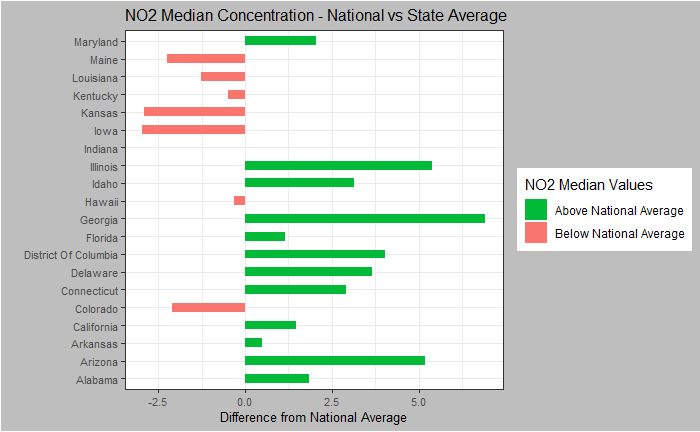 NO2 Median Concentration - National vs State Average
Maryland
Maine
Louisiana
Kentucky
Kansas
Iowa
Indiana
Illinois
Idaho
Hawaii
Georgia
Florida
District Of Columbia
Delaware
Connecticut
Colorado
California
Arkansas
Arizona
Alabama
-2.5 0.0 2.5 5.0
Difference from National Average
NO2 Median Values
Above National Average
Below National Average